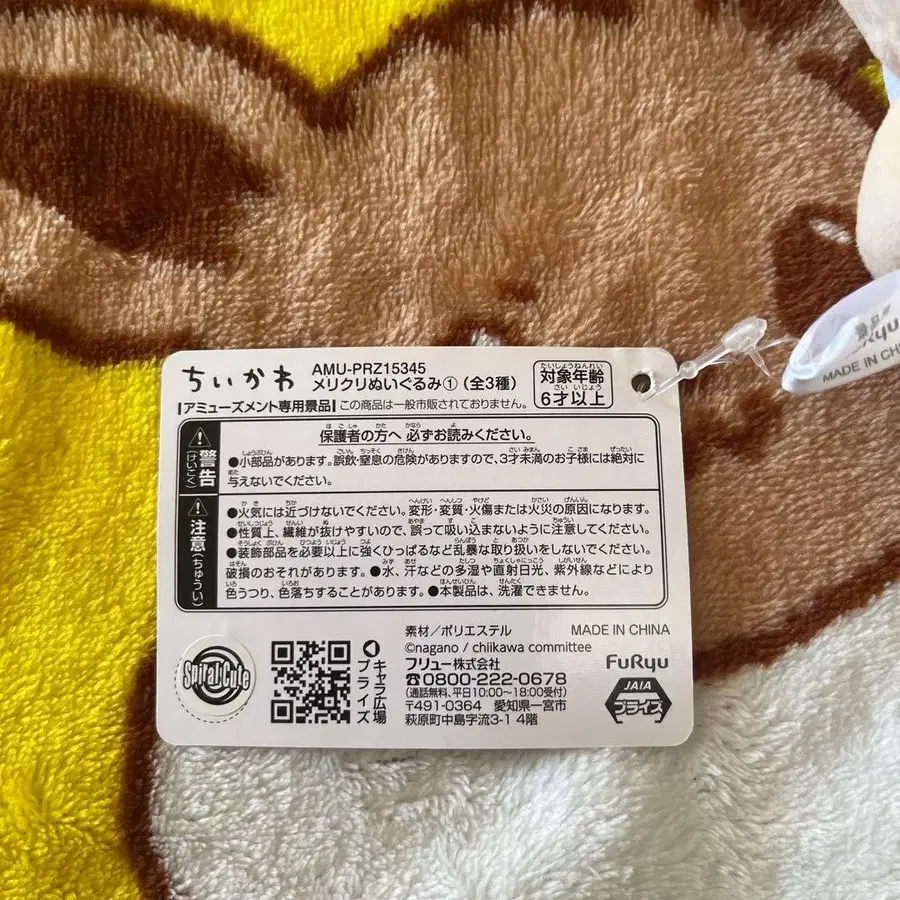 ちいかわ
AMU-PRZ15345
メリクリぬいぐるみ①（全3種）
対象年齢
6才以上
アミューズメント専用景品 この商品は一般市販されておりません。
保護者の方へ 必ずお読みください。
警告
(けいこく)
●小部品があります。誤飲・窒息の危険がありますので、3才未満のお子様には絶対に
与えないでください。
注意
(ちゅうい)
●火気には近づけないでください。変形・変質・火傷または火災の原因になります。
●性質上、繊維が抜けやすいので、誤って吸い込まないように注意してください。
●装飾部品を必要以上に強くひっぱるなど乱暴な取り扱いをしないでください。
破損のおそれがあります。●水、汗などの多湿や直射日光、紫外線などにより
色うつり、色落ちすることがあります。●本製品は、洗濯できません。
SpiralCute
キャラ広場
プライズ
素材／ポリエステル
MADE IN CHINA
©nagano / chiikawa committee
フリュー株式会社
☎0800-222-0678
(通話無料、平日10:00〜18:00受付)
〒491-0364 愛知県一宮市
萩原町中島字流3-1 4階
FuRyu
JAIA
プライズ
景品
FuRyu
MADE IN CHI